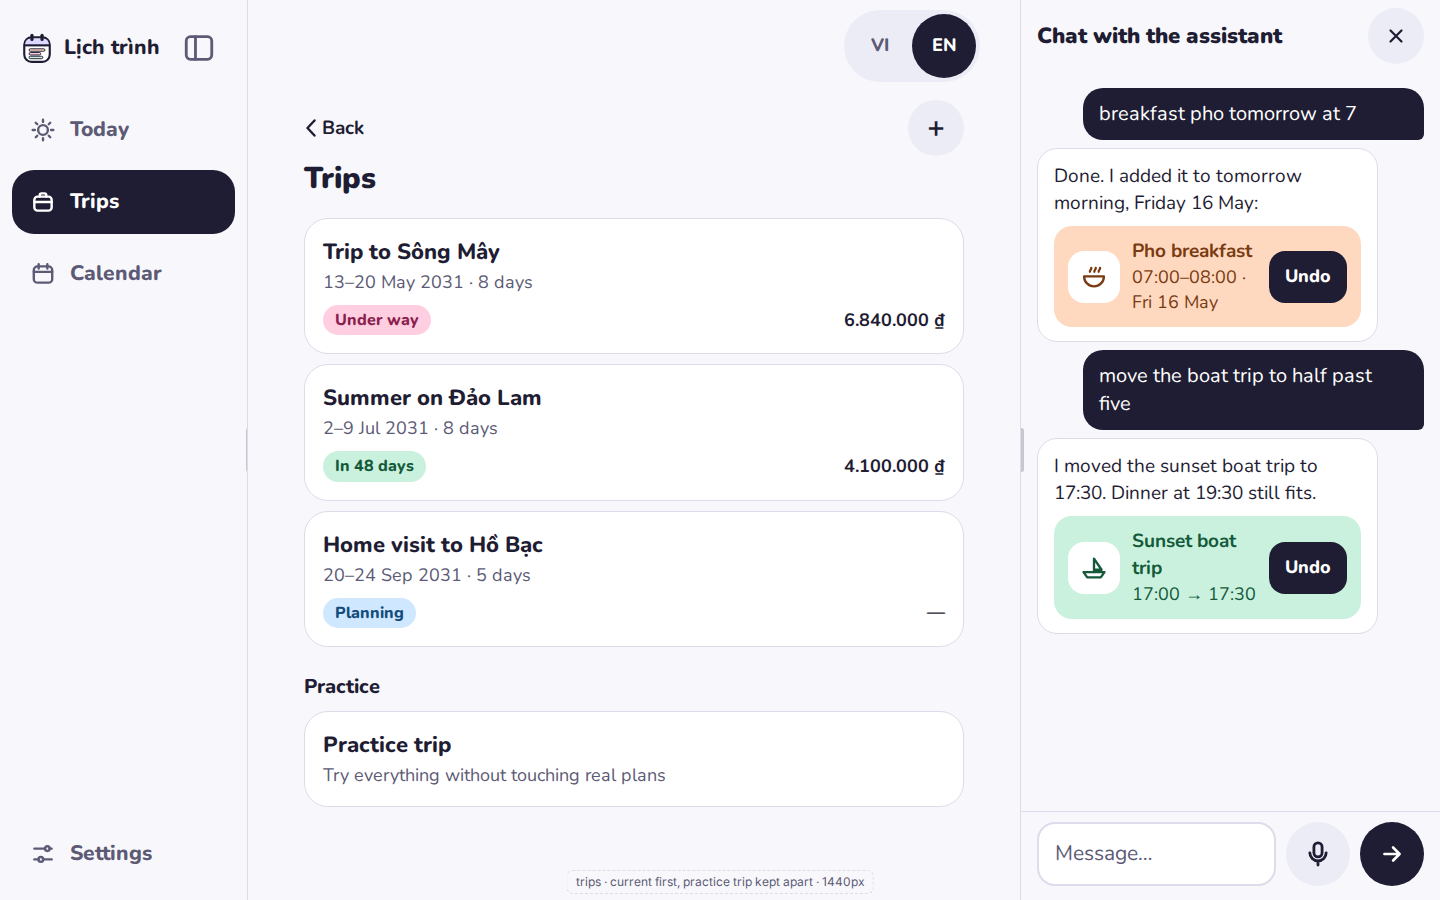 Lịch trình
Today
Trips
Calendar
Settings
VI
EN
Back
Trips
Trip to Sông Mây
13–20 May 2031 · 8 days
Under way
6.840.000 ₫
Summer on Đảo Lam
2–9 Jul 2031 · 8 days
In 48 days
4.100.000 ₫
Home visit to Hồ Bạc
20–24 Sep 2031 · 5 days
Planning
—
Practice
Practice trip
Try everything without touching real plans
trips · current first, practice trip kept apart · 1440px
Chat with the assistant
breakfast pho tomorrow at 7
Done. I added it to tomorrow
morning, Friday 16 May:
Pho breakfast
07:00–08:00 ·
Fri 16 May
Undo
move the boat trip to half past
five
I moved the sunset boat trip to
17:30. Dinner at 19:30 still fits.
Sunset boat
trip
17:00 → 17:30
Undo
Message...